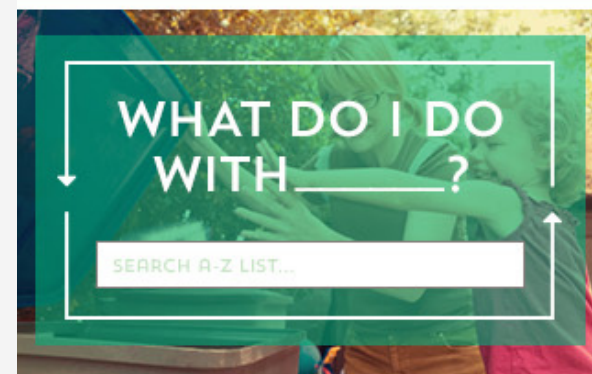 WHAT DO I DO
WITH______?
SEARCH A-Z LIST...